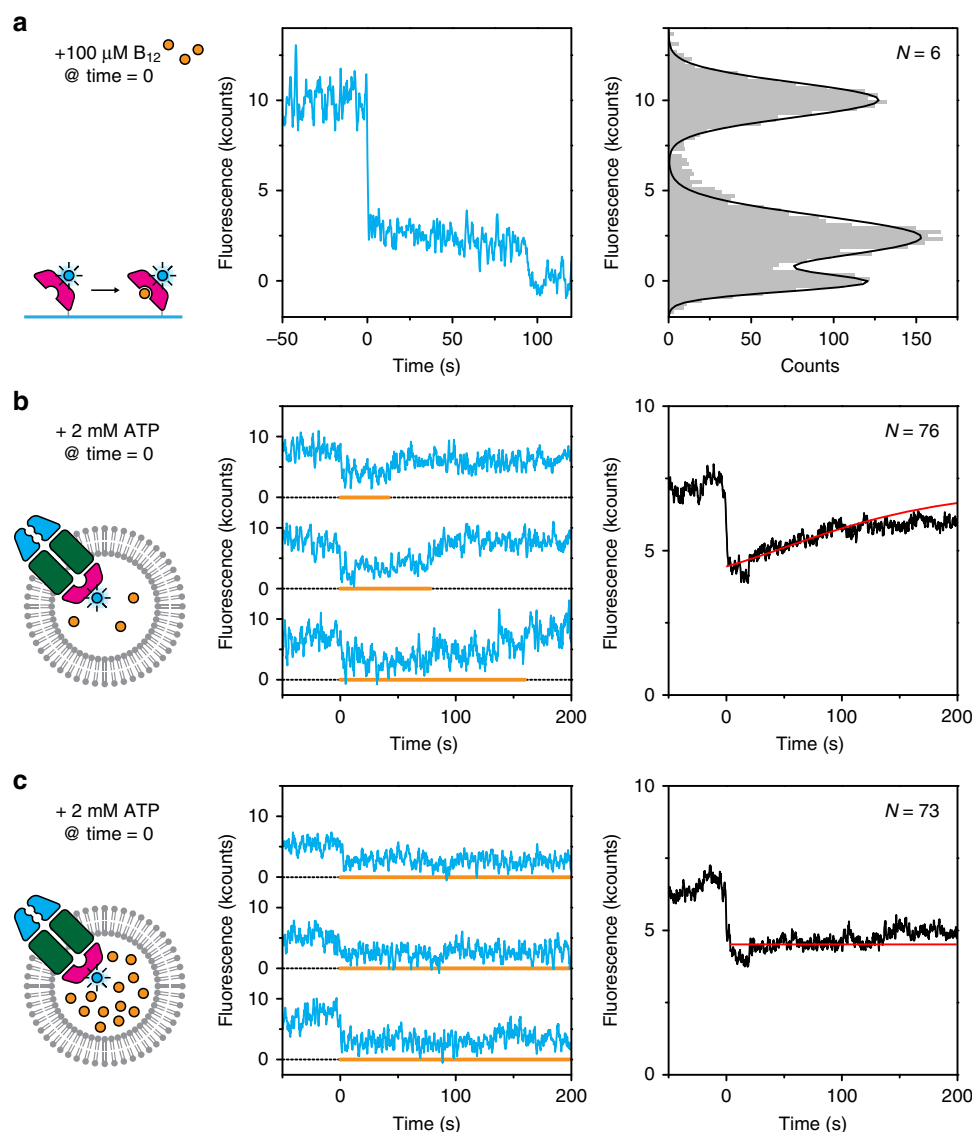 a
+100 μM B12
@ time = 0
Fluorescence (kcounts)
10
5
0
–50
0
50
100
Time (s)
N = 6
Fluorescence (kcounts)
10
5
0
0
50
100
150
Counts
b
+ 2 mM ATP
@ time = 0
Fluorescence (kcounts)
10
0
10
0
10
0
0
100
200
Time (s)
N = 76
Fluorescence (kcounts)
10
5
0
0
100
200
Time (s)
c
+ 2 mM ATP
@ time = 0
Fluorescence (kcounts)
10
0
10
0
10
0
0
100
200
Time (s)
N = 73
Fluorescence (kcounts)
10
5
0
0
100
200
Time (s)